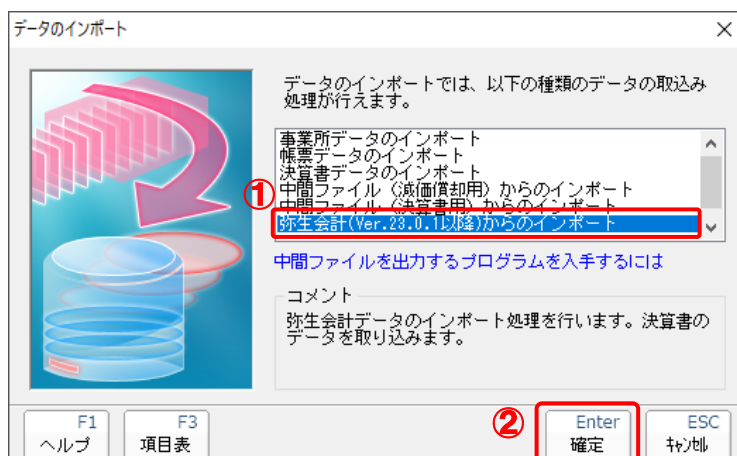 データのインポート
データのインポートでは、以下の種類のデータの取込み
処理が行えます。
事業所データのインポート
帳票データのインポート
決算書データのインポート
中間ファイル（減価償却用）からのインポート
中間ファイル（決算書用）からのインポート
①
弥生会計(Ver.23.0.1以降)からのインポート
中間ファイルを出力するプログラムを入手するには
コメント
弥生会計データのインポート処理を行います。決算書の
データを取り込みます。
F1
ヘルプ
F3
項目表
②
Enter
確定
ESC
ｷｬﾝｾﾙ